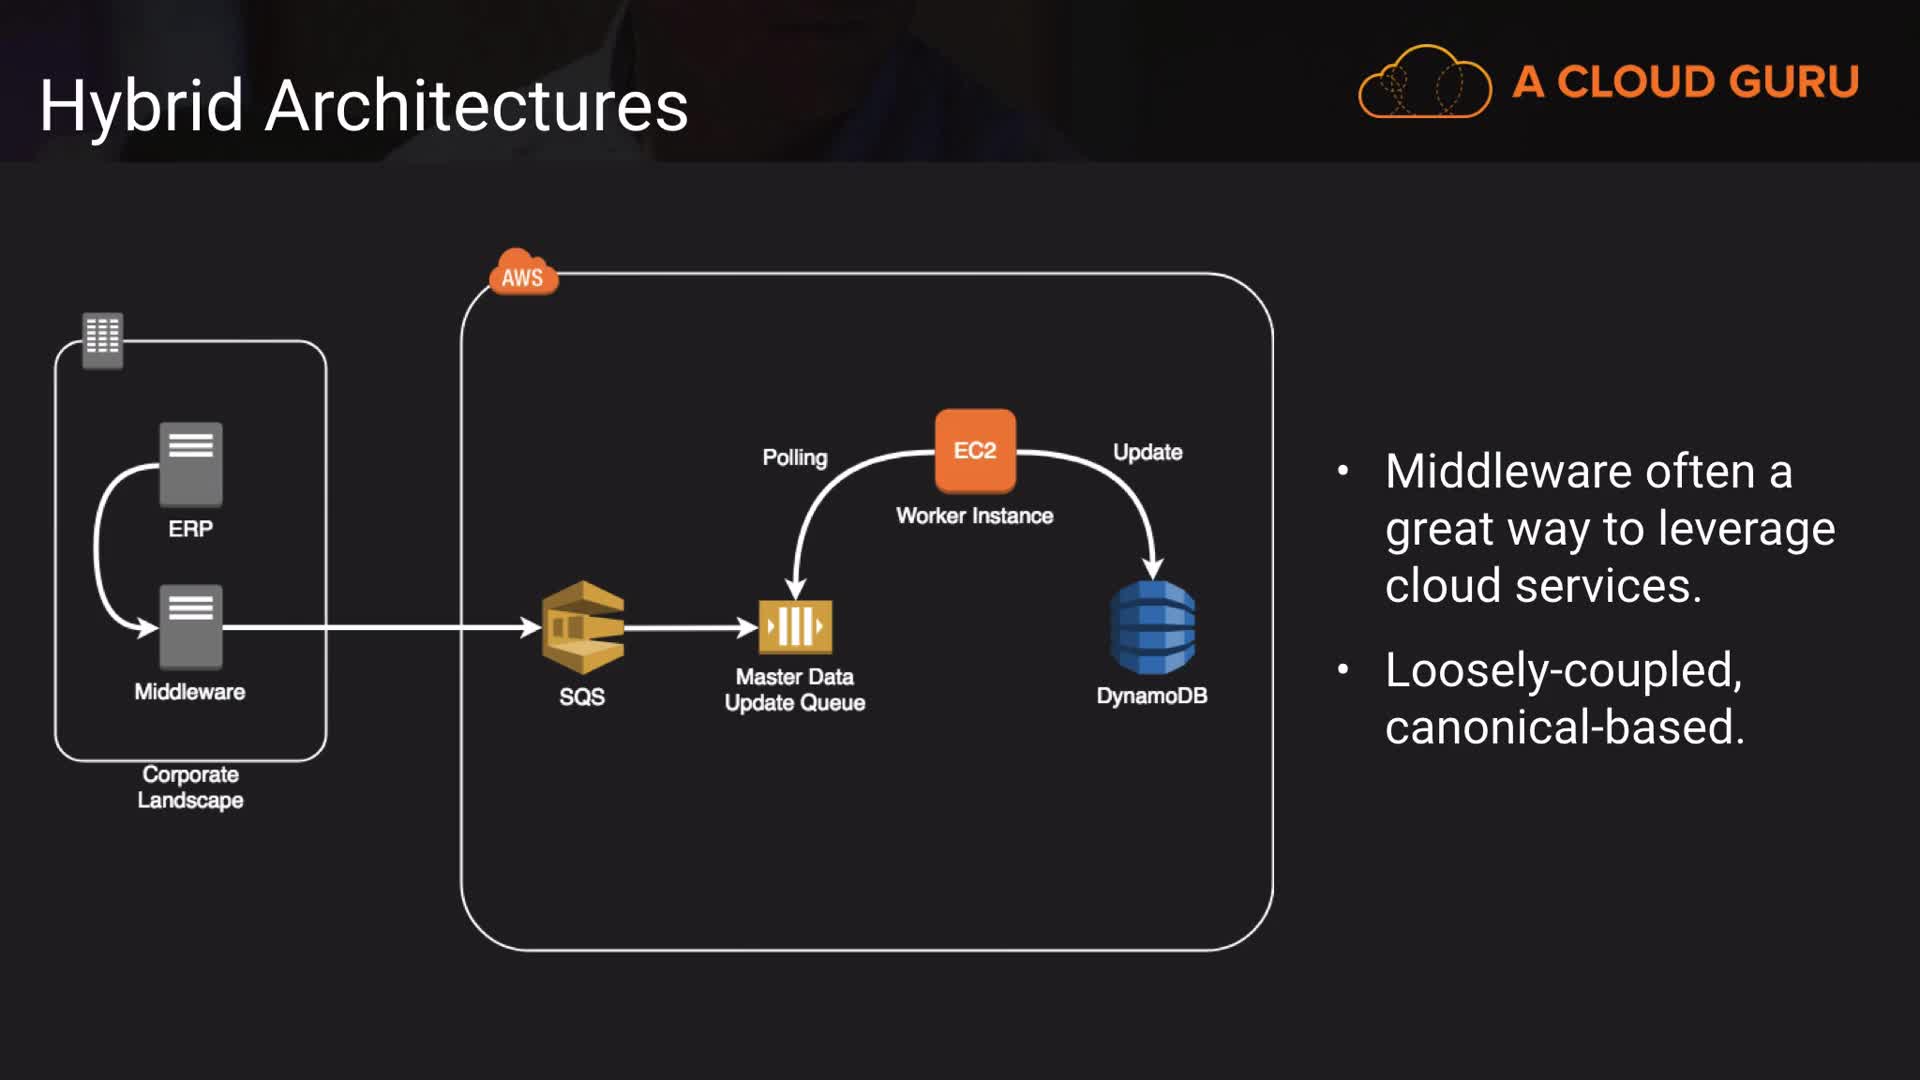 Hybrid Architectures
A CLOUD GURU
AWS
ERP
Middleware
Corporate
Landscape
Polling
EC2
Update
Worker Instance
SQS
Master Data
Update Queue
DynamoDB
• Middleware often a
great way to leverage
cloud services.
• Loosely-coupled,
canonical-based.